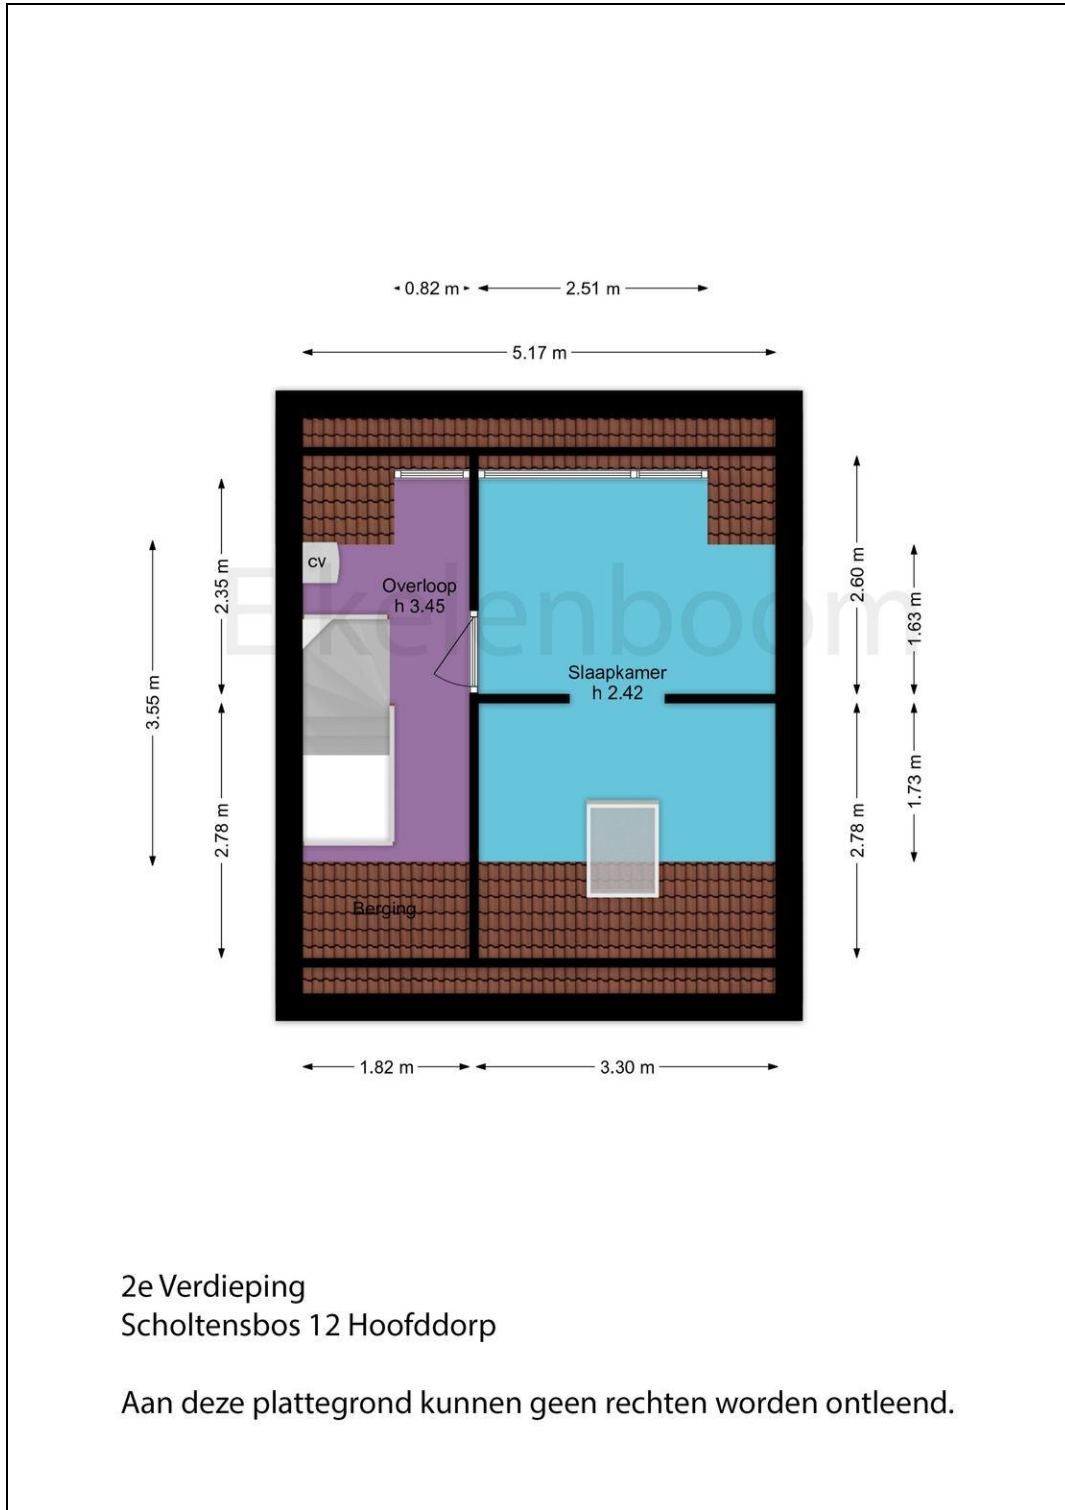 0.82 m
2.51 m
5.17 m
2.35 m
3.55 m
2.78 m
2.60 m
1.63 m
2.78 m
1.73 m
CV
Overloop
h 3.45
Eikelenboom
Slaapkamer
h 2.42
Berging
1.82 m
3.30 m
2e Verdieping
Scholtensbos 12 Hoofddorp
Aan deze plattegrond kunnen geen rechten worden ontleend.